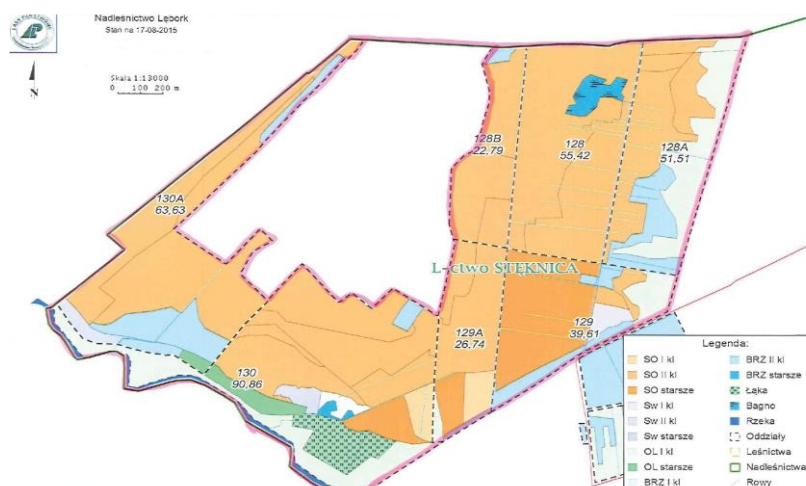 Nadleśnictwo Lębork
Stan na 17-08-2015
Skala 1:13000
0 100 200 m
N
128B
22,79
128
55,42
128A
51,51
130A
63,63
L-ctwo STĘKNICA
129A
26,74
129
39,61
130
90,86
Legenda:
SO I kl
SO II kl
SO starsze
Sw I kl
Sw II kl
Sw starsze
OL I kl
OL starsze
BRZ I kl
BRZ II kl
BRZ starsze
Łąka
Bagno
Rzeka
Oddziały
Leśnictwa
Nadleśnictwa
Rowy